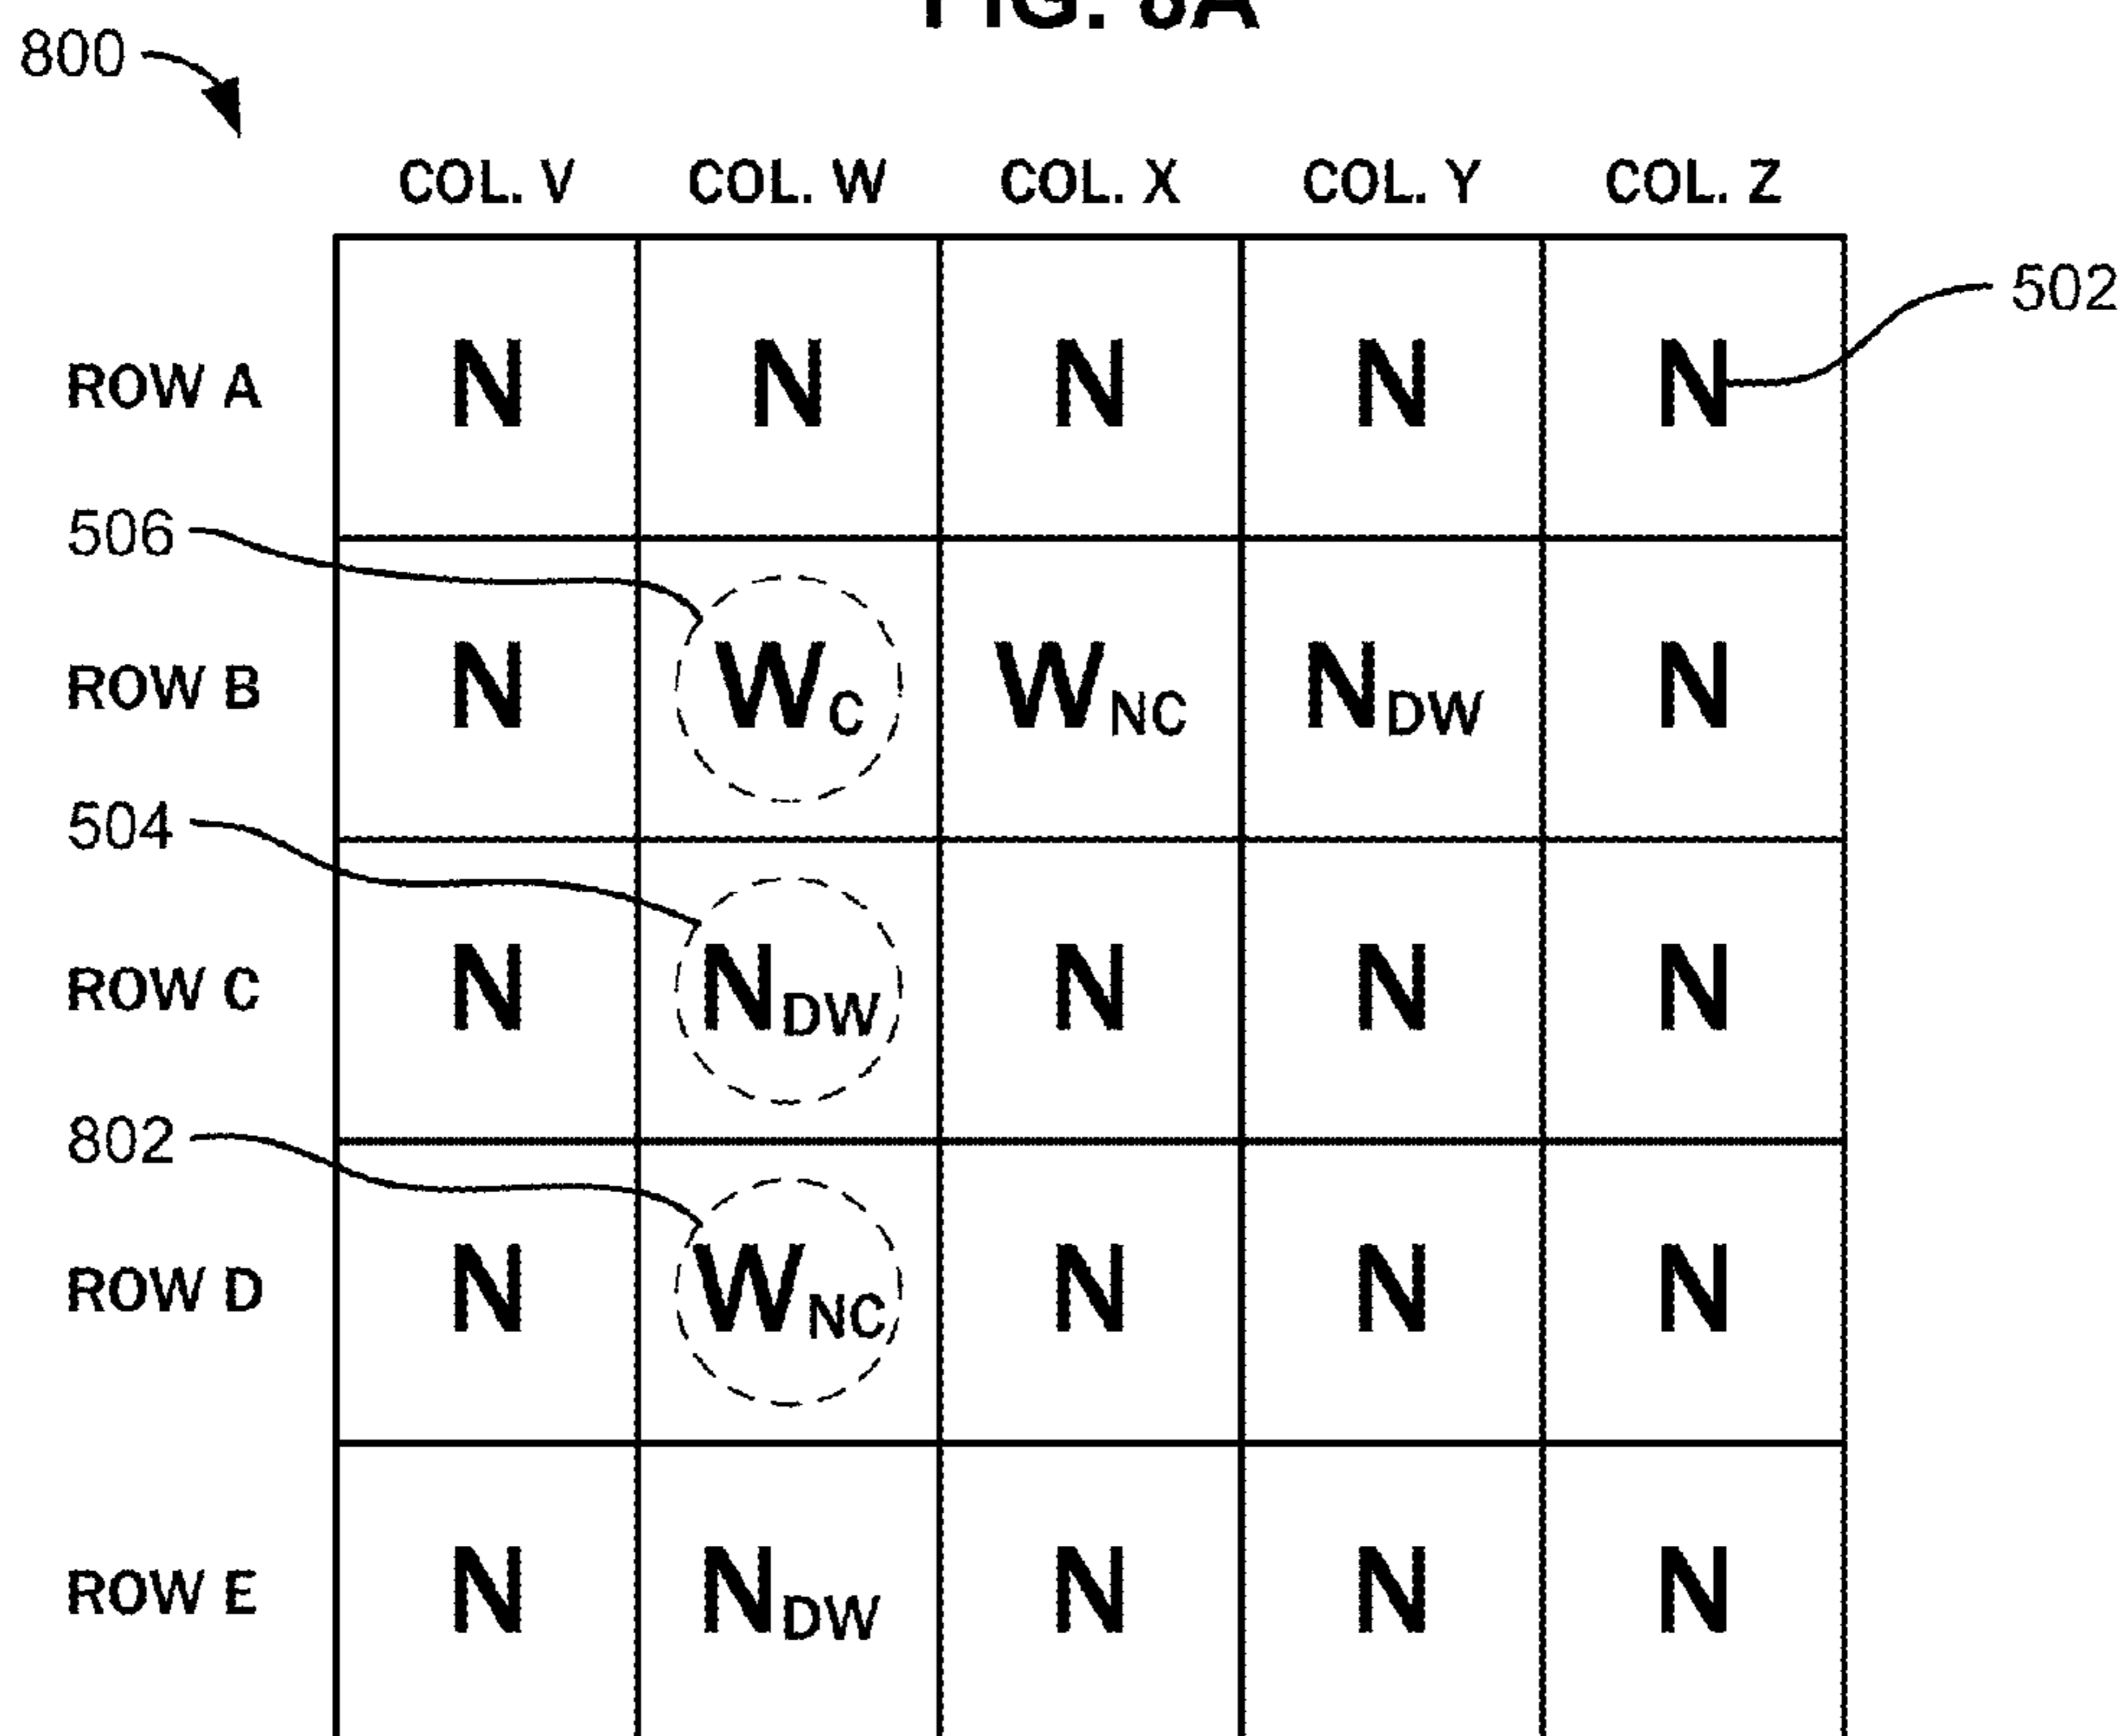 800
COL. V COL. W COL. X COL. Y COL. Z
502
ROW A N N N N N
506
ROW B N WC WNC NDW N
504
ROW C N NDW N N N
802
ROW D N WNC N N N
ROW E N NDW N N N